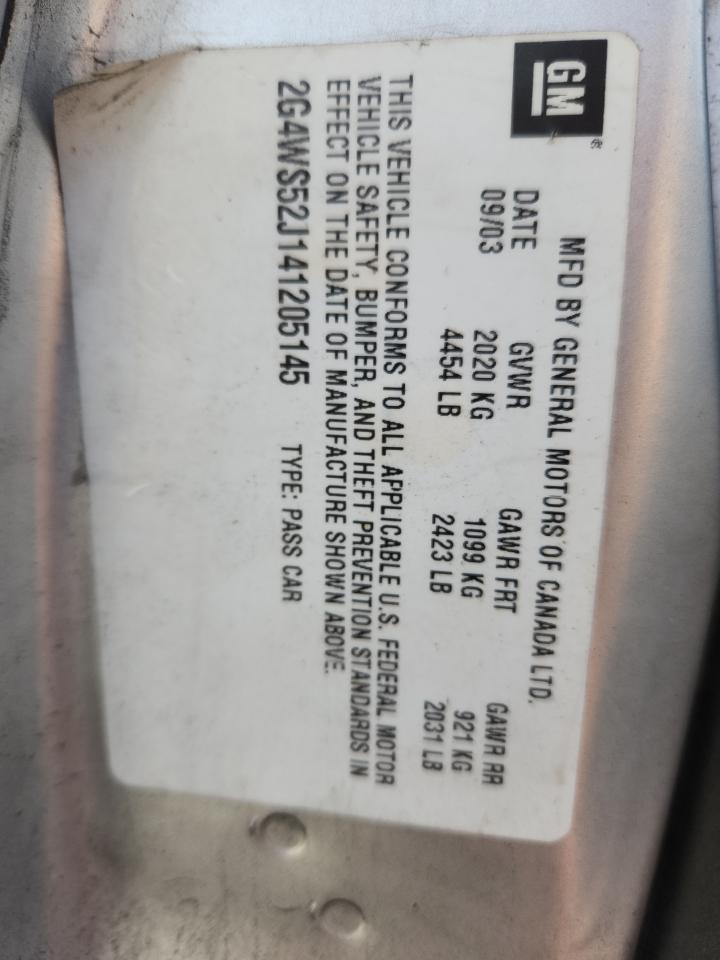 GM®
MFD BY GENERAL MOTORS OF CANADA LTD.
DATE GVWR GAWR FRT GAWR RR
09/03 2020 KG 1099 KG 921 KG
4454 LB 2423 LB 2031 LB
THIS VEHICLE CONFORMS TO ALL APPLICABLE U.S. FEDERAL MOTOR
VEHICLE SAFETY, BUMPER, AND THEFT PREVENTION STANDARDS IN
EFFECT ON THE DATE OF MANUFACTURE SHOWN ABOVE.
2G4WS52J141205145 TYPE: PASS CAR